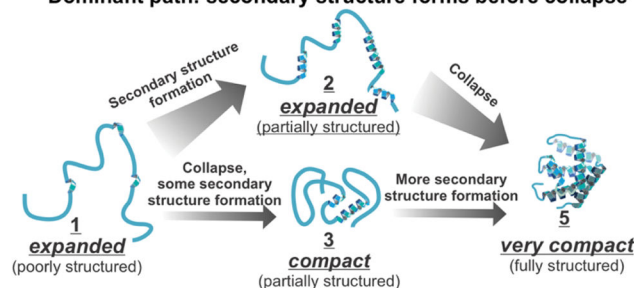 Dominant path: secondary structure forms before collapse
Secondary structure
formation
2
expanded
(partially structured)
Collapse
Collapse,
some secondary
structure formation
More secondary
structure formation
1
expanded
(poorly structured)
3
compact
(partially structured)
5
very compact
(fully structured)